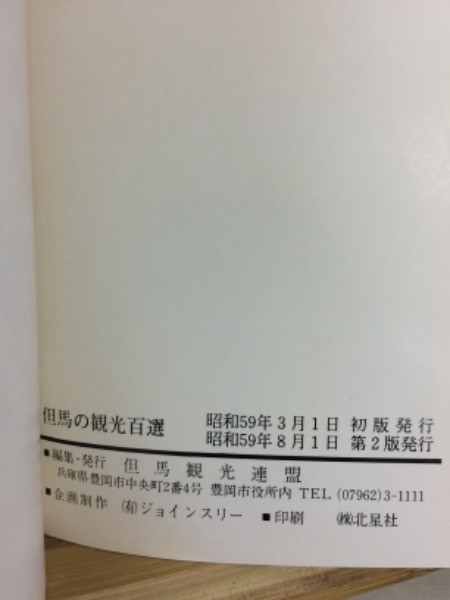 但馬の観光百選 昭和59年3月1日 初版発行
昭和59年8月1日 第2版発行
■編集・発行 但馬観光連盟
兵庫県豊岡市中央町2番4号 豊岡市役所内 TEL (07962)3-1111
■企画制作 (有)ジョインスリー ■印刷 (株)北星社